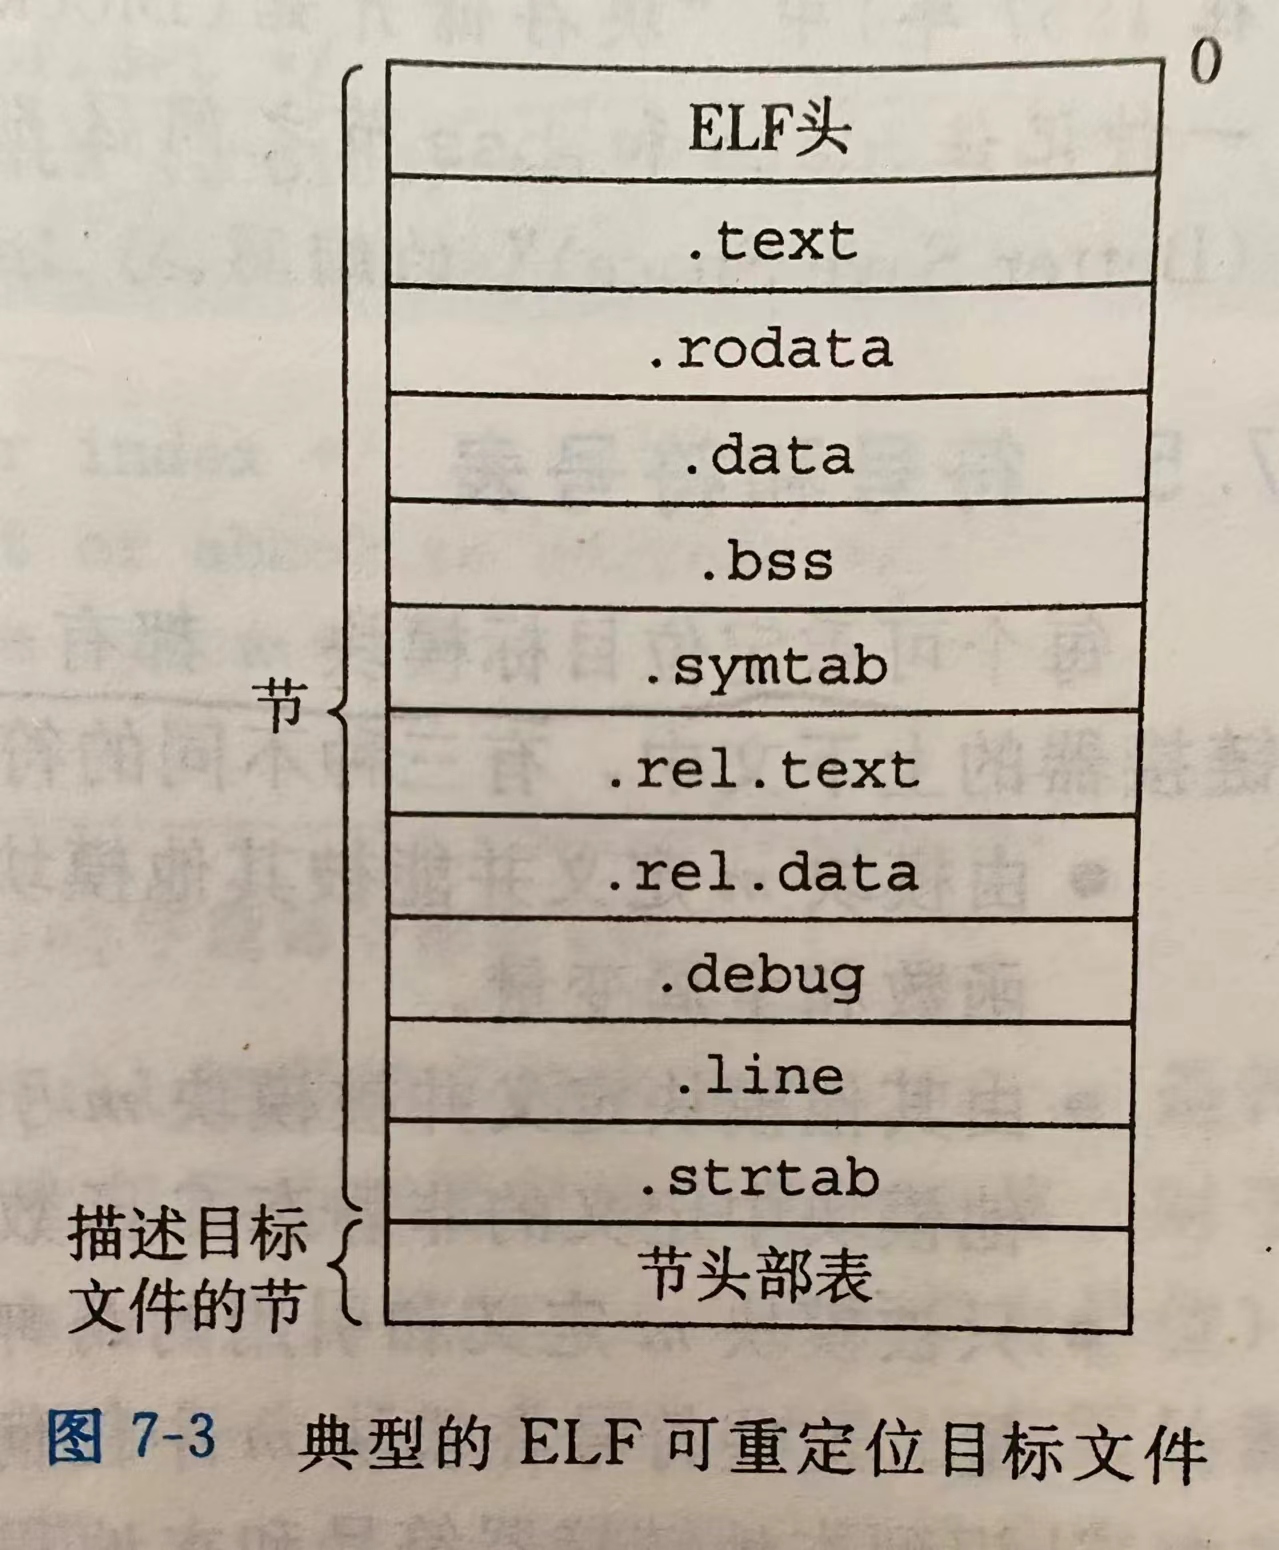 0
ELF头
.text
.rodata
.data
.bss
.symtab
节
.rel.text
.rel.data
.debug
.line
.strtab
描述目标
文件的节
节头部表
图 7-3 典型的 ELF 可重定位目标文件